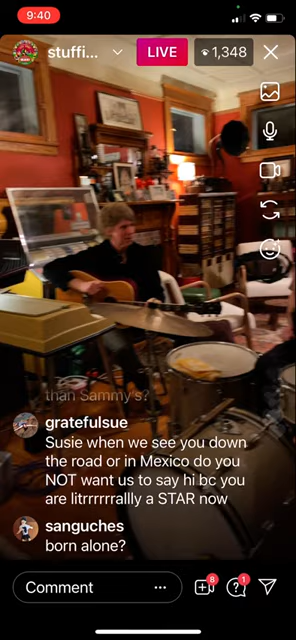 9:40
stuffi...
LIVE
1,348
than Sammy's?
gratefulsue
Susie when we see you down
the road or in Mexico do you
NOT want us to say hi bc you
are litrrrrrrallly a STAR now
sanguches
born alone?
Comment
8
1